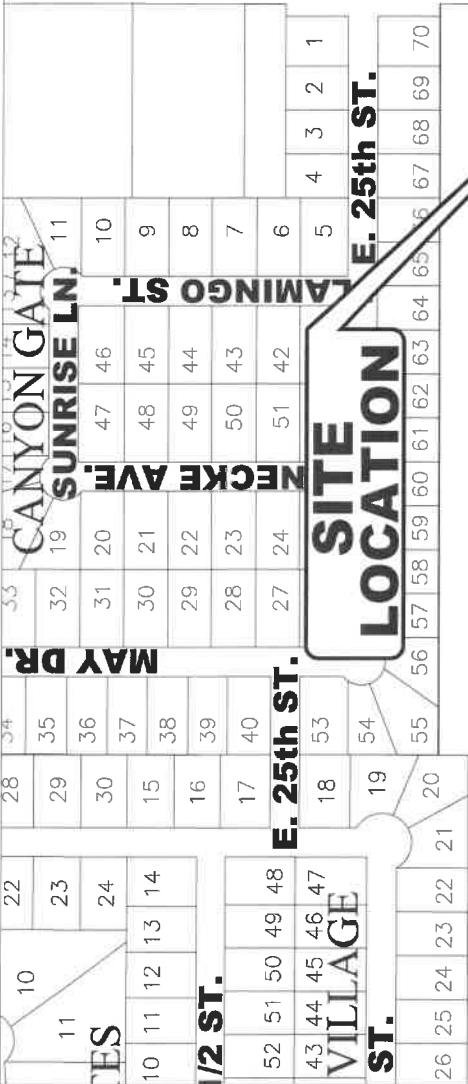 22 28 34 33
10
CANYON GATE
MAY DR.
23 29 35 32 19 SUNRISE LN. 11
11
36
24 30 31 20 47 46 10
CES
37
10 11 12 13 14 15 30 21 48 45 9
LAMINGO ST.
NECKE AVE.
38
16 29 22 49 44 8
1/2 ST.
39
17 40 28 23 50 43 7
52 51 50 49 48 27 24 51 42 6
E. 25th ST.
43 44 45 46 47 18 53 5 4 3 2 1
SITE
LOCATION
VILLAGE
E. 25th ST.
ST.
19 54
26 25 24 23 22 21 20 55 56 57 58 59 60 61 62 63 64 65 67 68 69 70